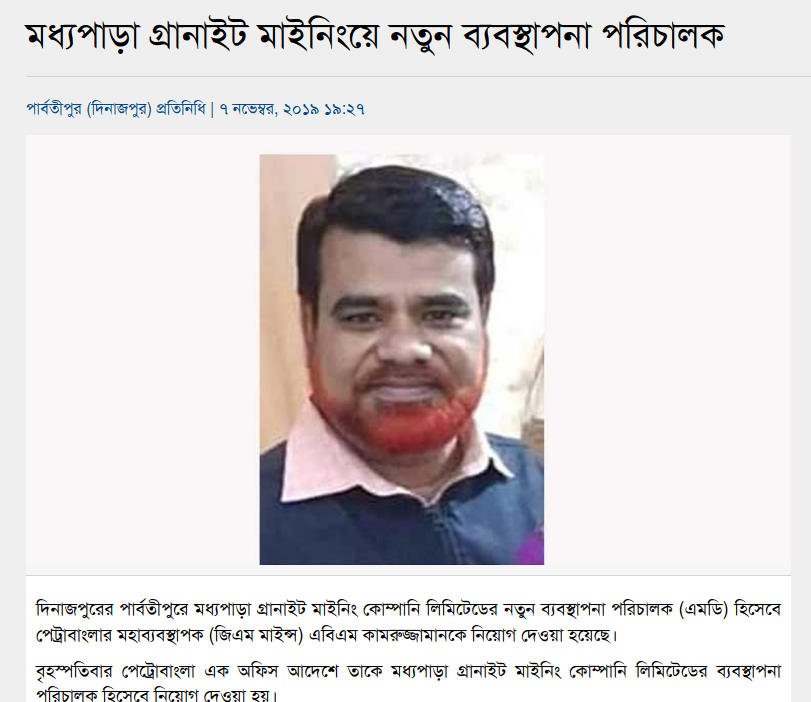 মধ্যপাড়া গ্রানাইট মাইনিংয়ে নতুন ব্যবস্থাপনা পরিচালক
পার্বতীপুর (দিনাজপুর) প্রতিনিধি | ৭ নভেম্বর, ২০১৯ ১৯:২৭
দিনাজপুরের পার্বতীপুরে মধ্যপাড়া গ্রানাইট মাইনিং কোম্পানি লিমিটেডের নতুন ব্যবস্থাপনা পরিচালক (এমডি) হিসেবে
পেট্রাবাংলার মহাব্যবস্থাপক (জিএম মাইন্স) এবিএম কামরুজ্জামানকে নিয়োগ দেওয়া হয়েছে।
বৃহস্পতিবার পেট্রোবাংলা এক অফিস আদেশে তাকে মধ্যপাড়া গ্রানাইট মাইনিং কোম্পানি লিমিটেডের ব্যবস্থাপনা
পরিচালক হিসেবে নিয়োগ দেওয়া হয়।